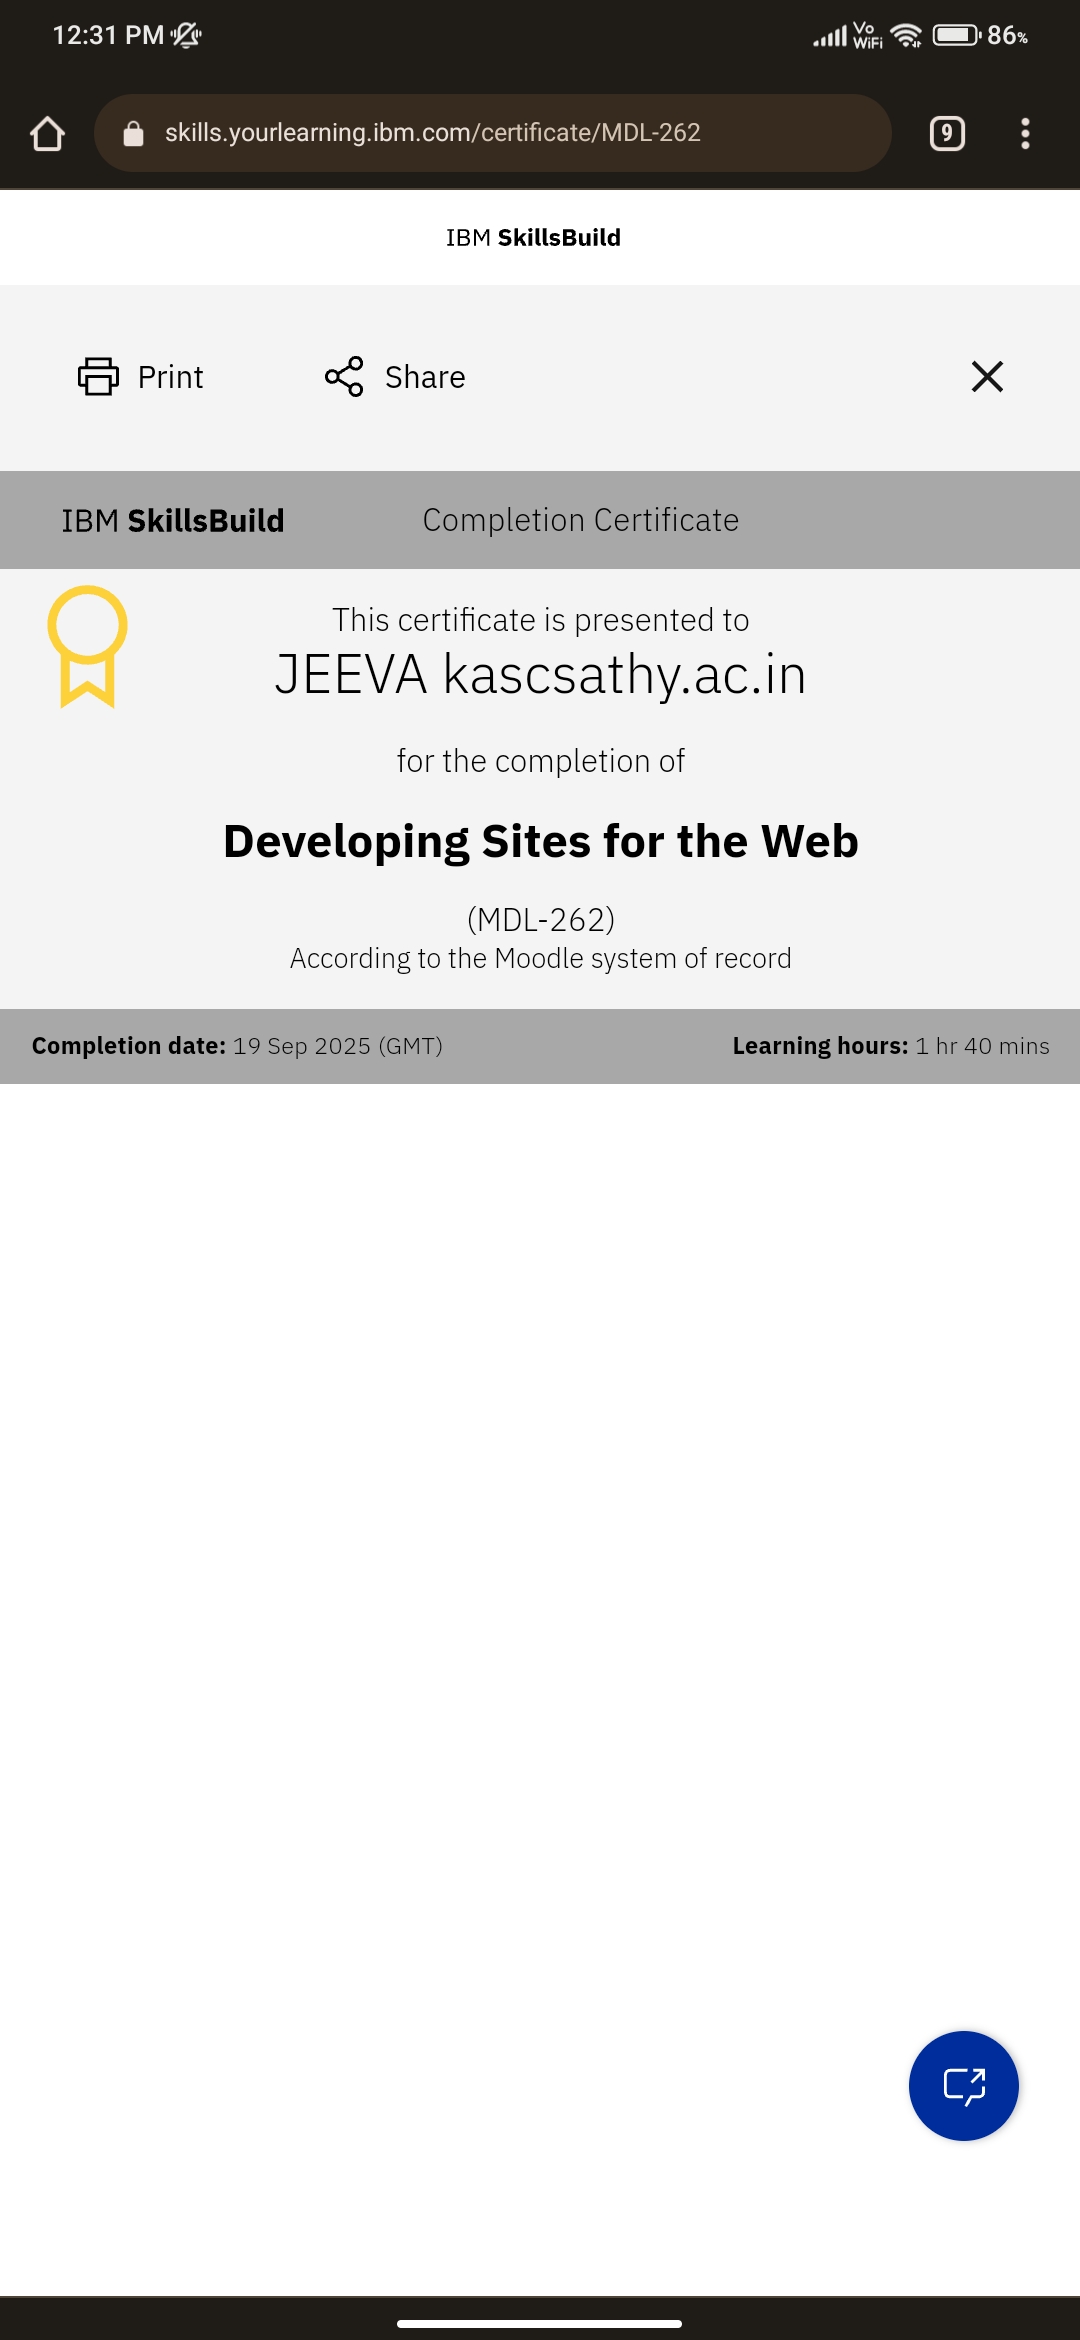 12:31 PM
Vo
WiFi
86%
skills.yourlearning.ibm.com/certificate/MDL-262
9
IBM SkillsBuild
Print
Share
IBM SkillsBuild
Completion Certificate
This certificate is presented to
JEEVA kascsathy.ac.in
for the completion of
Developing Sites for the Web
(MDL-262)
According to the Moodle system of record
Completion date: 19 Sep 2025 (GMT)
Learning hours: 1 hr 40 mins